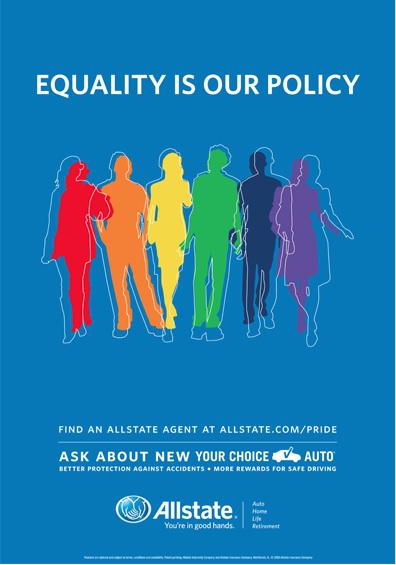 EQUALITY IS OUR POLICY
FIND AN ALLSTATE AGENT AT ALLSTATE.COM/PRIDE
ASK ABOUT NEW YOUR CHOICE AUTO
BETTER PROTECTION AGAINST ACCIDENTS • MORE REWARDS FOR SAFE DRIVING
Allstate.
You're in good hands.
Auto
Home
Life
Retirement